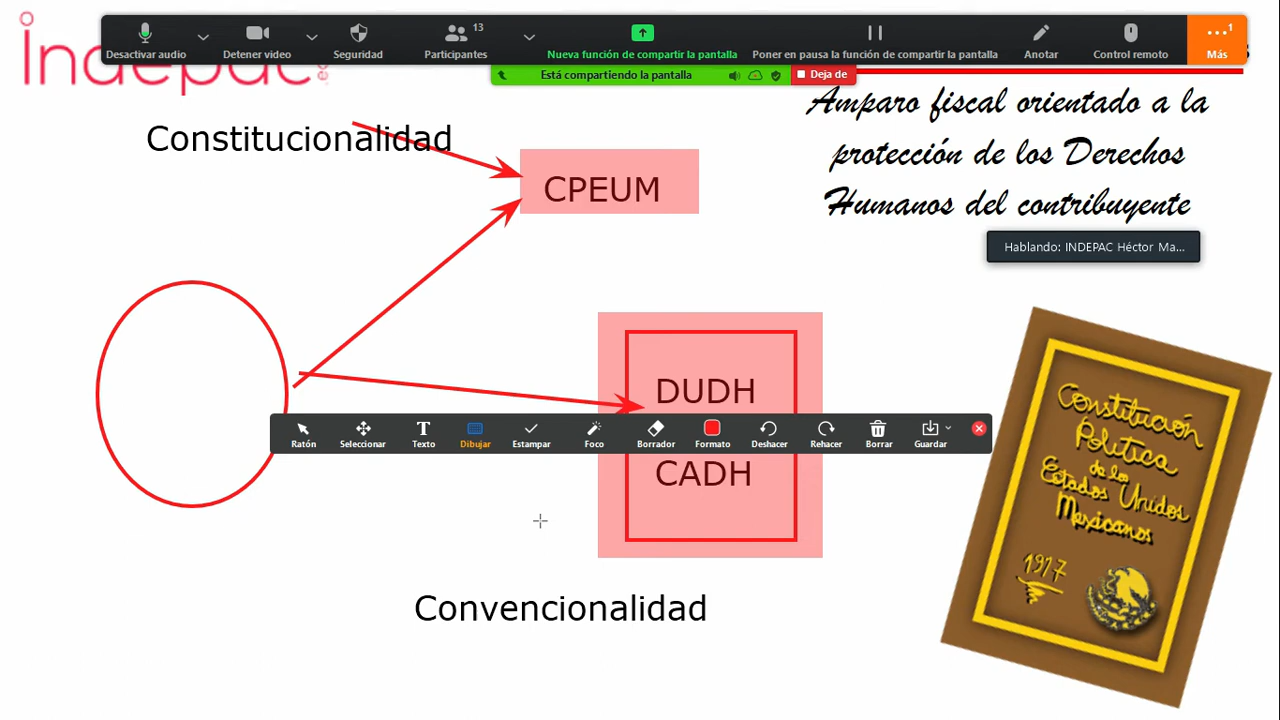 Indepac
Desactivar audio
Detener video
Seguridad
Participantes
13
Nueva función de compartir la pantalla
Poner en pausa la función de compartir la pantalla
Anotar
Control remoto
1
Más
Está compartiendo la pantalla
Deja de
Amparo fiscal orientado a la
protección de los Derechos
Humanos del contribuyente
Hablando: INDEPAC Héctor Ma...
Constitucionalidad
CPEUM
DUDH
Ratón
Seleccionar
Texto
Dibujar
Estampar
Foco
Borrador
Formato
Deshacer
Rehacer
Borrar
Guardar
CADH
Convencionalidad
Constitución
Política
de los
Estados Unidos
Mexicanos
1917